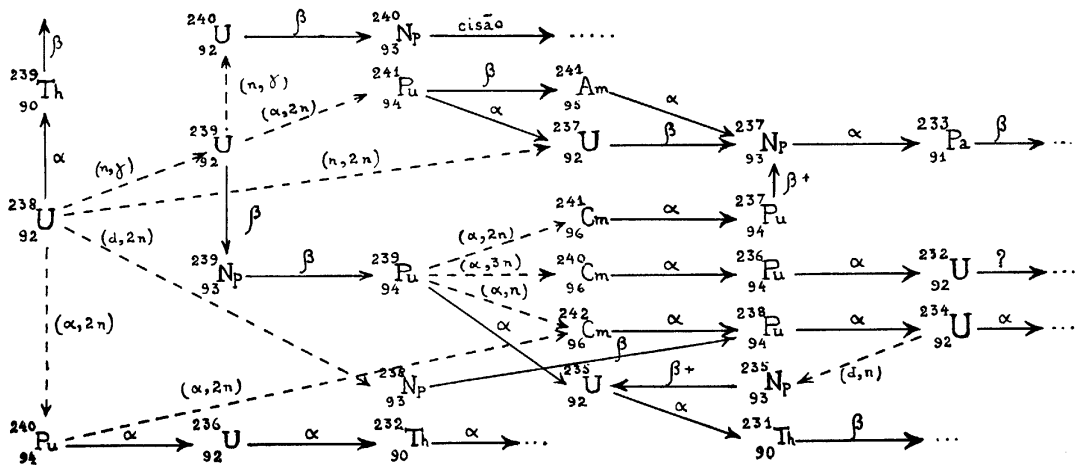 240 92 U β 240 93 Np cisão .....
β
239 90 Th (n,γ) (α,2n) 241 94 Pu β 241 95 Am α
α 239 92 U (n,2n) α 237 92 U β 237 93 Np α 233 91 Pa β ...
(n,γ) β+
238 92 U β 241 96 Cm α 237 94 Pu
(d,2n) (α,2n)
239 93 Np β 239 94 Pu (α,3n) 240 96 Cm α 236 94 Pu α 232 92 U ? ...
(α,n)
(α,2n) α 242 96 Cm α 238 94 Pu α 234 92 U α ...
β
(α,2n) 238 93 Np 235 92 U β+ 235 93 Np (d,n)
α
240 94 Pu α 236 92 U α 232 90 Th α ... 231 90 Th β ...